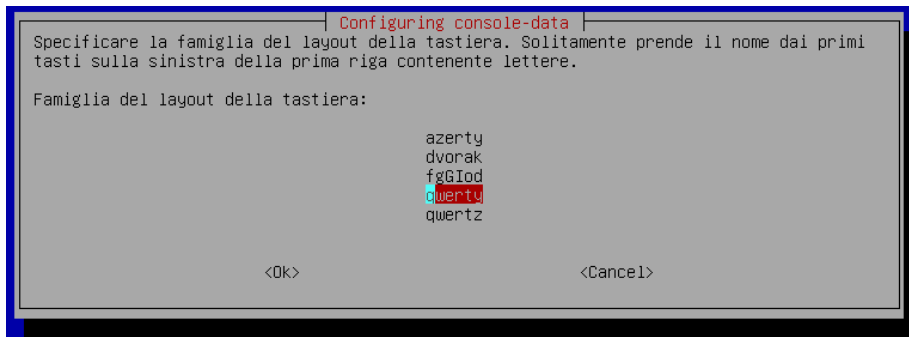 Configuring console-data
Specificare la famiglia del layout della tastiera. Solitamente prende il nome dai primi
tasti sulla sinistra della prima riga contenente lettere.
Famiglia del layout della tastiera:
azerty
dvorak
fgGIod
qwerty
qwertz
<Ok> <Cancel>